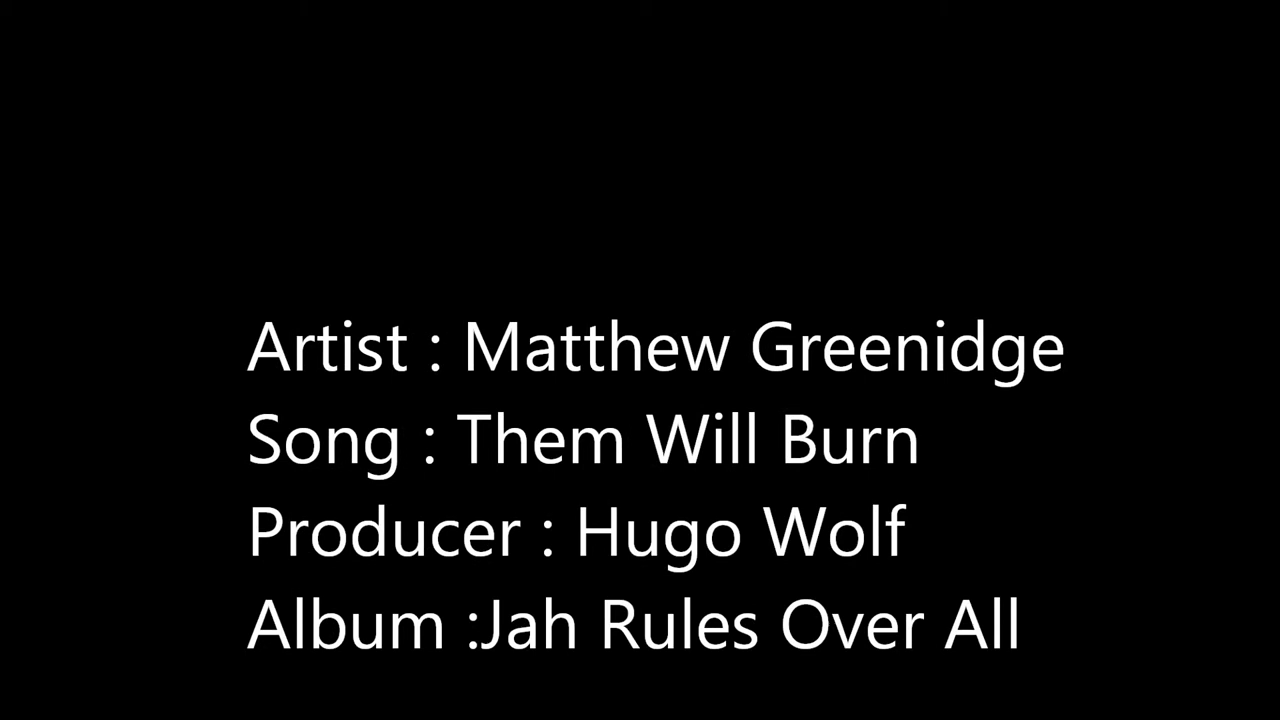 Artist : Matthew Greenidge
Song : Them Will Burn
Producer : Hugo Wolf
Album :Jah Rules Over All